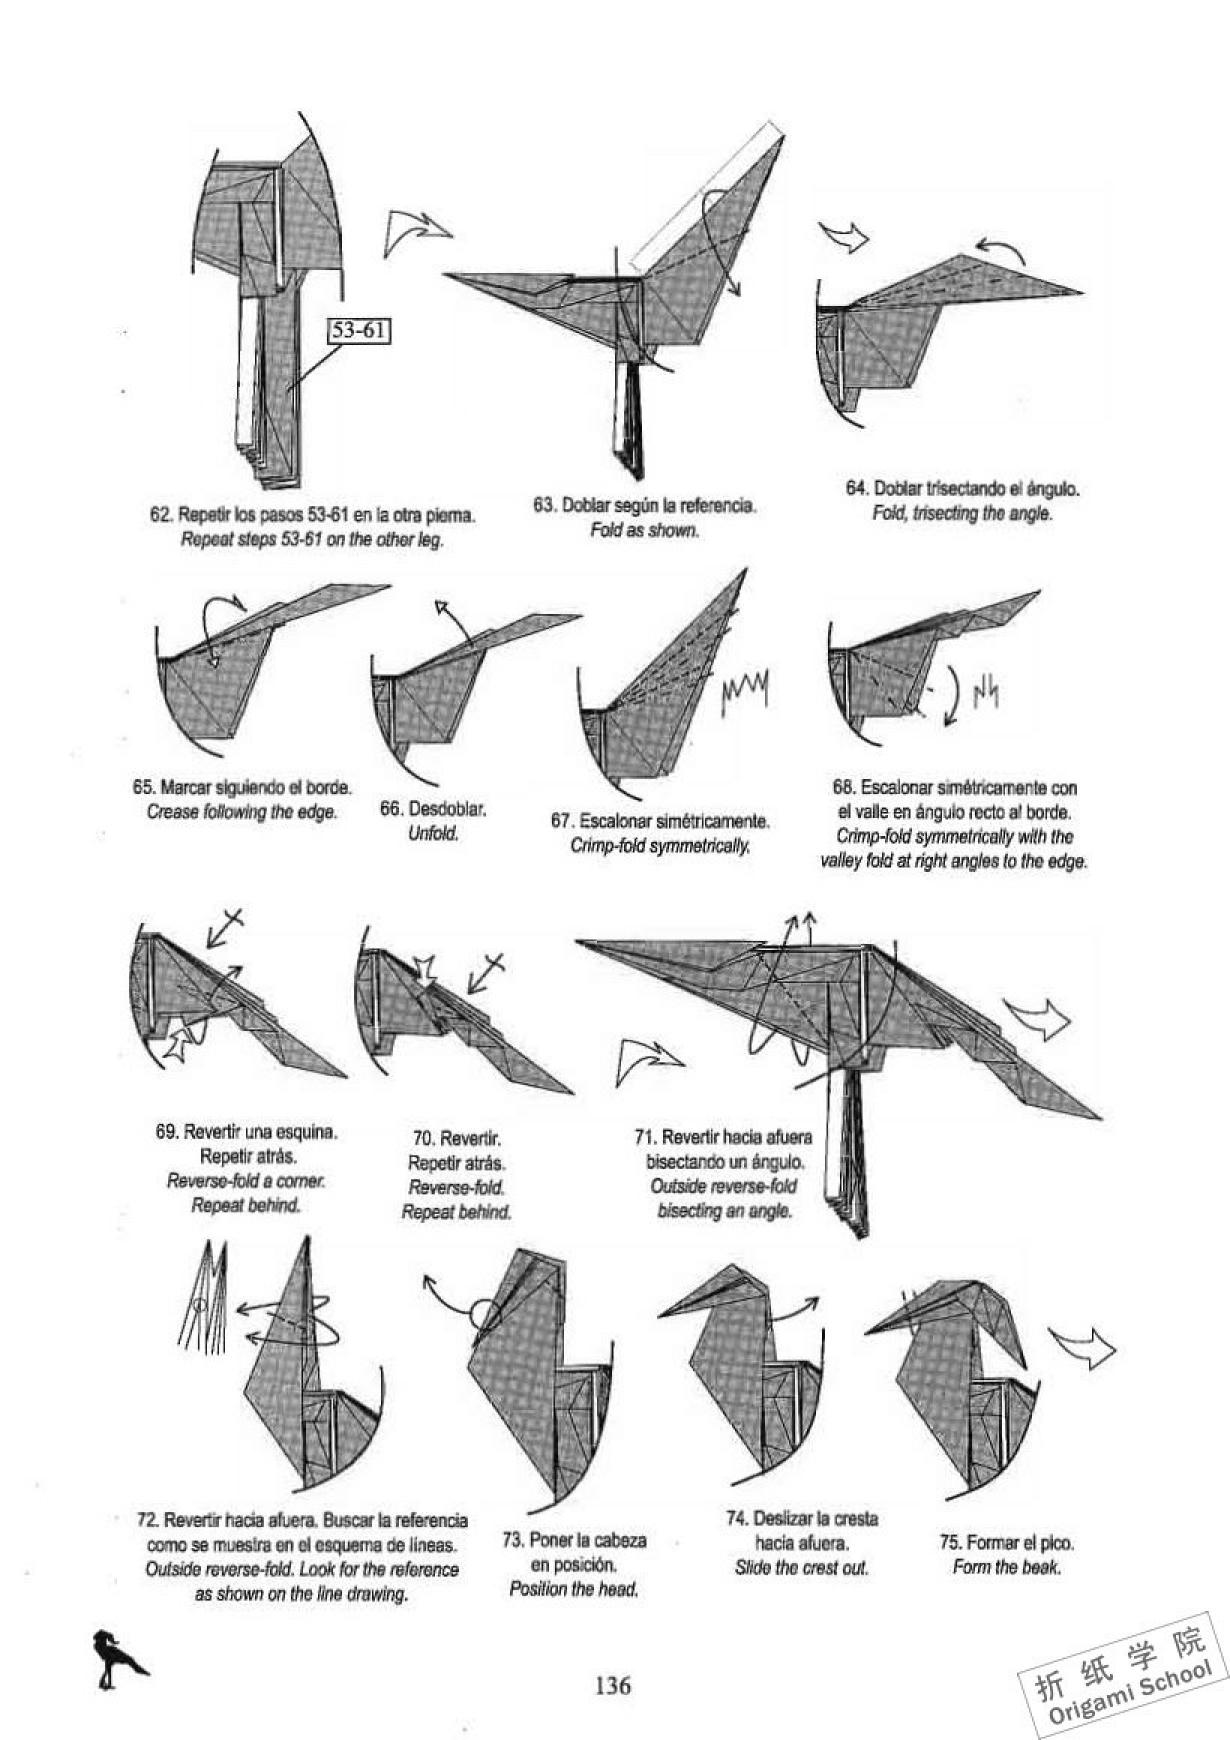 53-61
62. Repetir los pasos 53-61 en la otra pierna.
Repeat steps 53-61 on the other leg.
63. Doblar según la referencia.
Fold as shown.
64. Doblar trisectando el ángulo.
Fold, trisecting the angle.
65. Marcar siguiendo el borde.
Crease following the edge.
66. Desdoblar.
Unfold.
67. Escalonar simétricamente.
Crimp-fold symmetrically.
68. Escalonar simétricamente con
el valle en ángulo recto al borde.
Crimp-fold symmetrically with the
valley fold at right angles to the edge.
69. Revertir una esquina.
Repetir atrás.
Reverse-fold a corner.
Repeat behind.
70. Revertir.
Repetir atrás.
Reverse-fold.
Repeat behind.
71. Revertir hacia afuera
bisectando un ángulo.
Outside reverse-fold
bisecting an angle.
72. Revertir hacia afuera. Buscar la referencia
como se muestra en el esquema de líneas.
Outside reverse-fold. Look for the reference
as shown on the line drawing.
73. Poner la cabeza
en posición.
Position the head.
74. Deslizar la cresta
hacia afuera.
Slide the crest out.
75. Formar el pico.
Form the beak.
136
折纸学院
Origami School